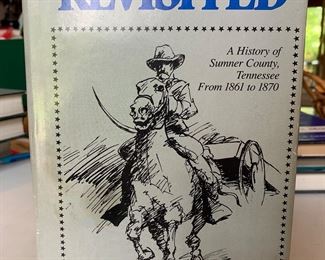 REVISITED
A History of
Sumner County,
Tennessee
From 1861 to 1870